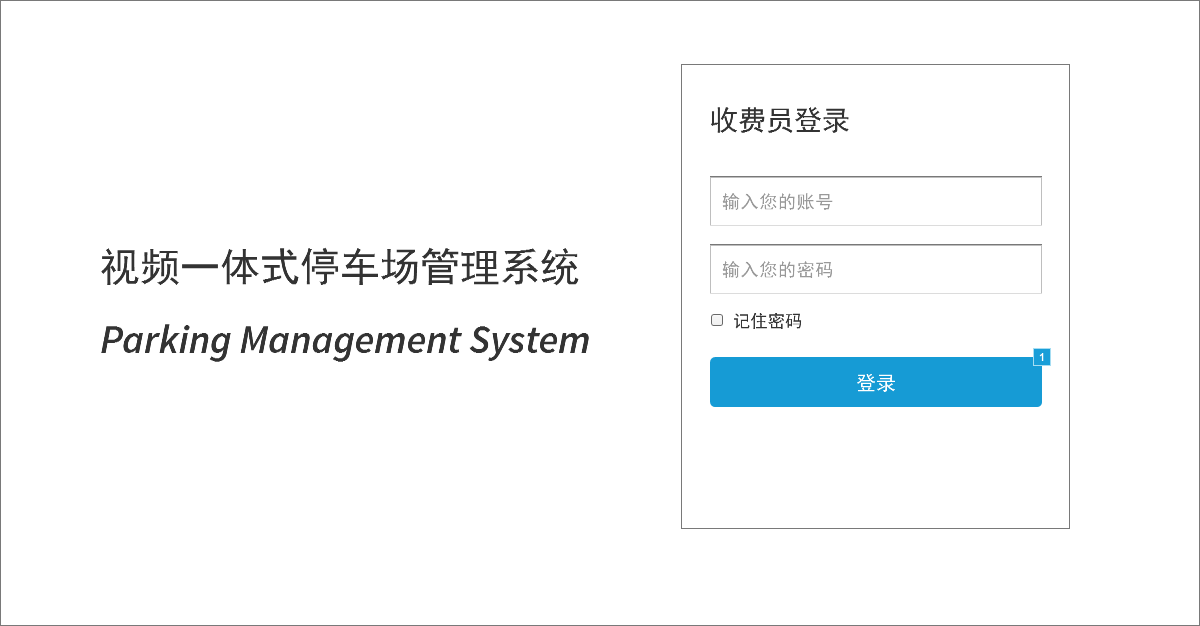 视频一体式停车场管理系统
Parking Management System
收费员登录
输入您的账号
输入您的密码
记住密码
1
登录